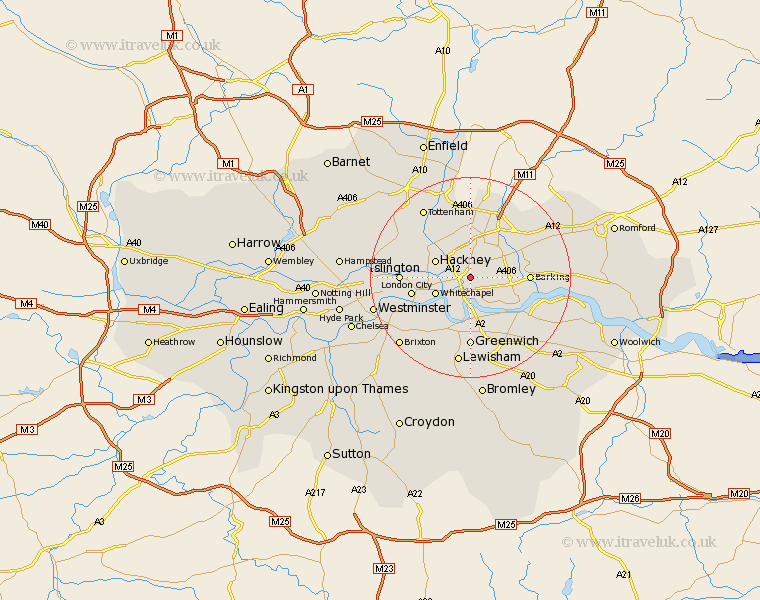 M11
M1
© www.itraveluk.co.uk
A10
A1
M25
Enfield
M1
Barnet
M25
A10
M11
© www.itraveluk.co.uk
A12
A406
A406
M25
Tottenham
M40
A12
Romford
A127
Harrow
A40
A406
Uxbridge
Wembley
Hampstead
Hackney
Islington
A12
A406
Barking
A40
London City
Notting Hill
Whitechapel
M4
M4
Hammersmith
Ealing
Westminster
Hyde Park
Chelsea
A2
Heathrow
Hounslow
Brixton
Greenwich
Woolwich
Richmond
Lewisham
A2
A20
Kingston upon Thames
Bromley
A2
M3
M3
A20
A3
Croydon
M20
Sutton
M25
A217
A23
A22
M26
M20
A3
M25
M25
© www.itraveluk.co.uk
M23
A21